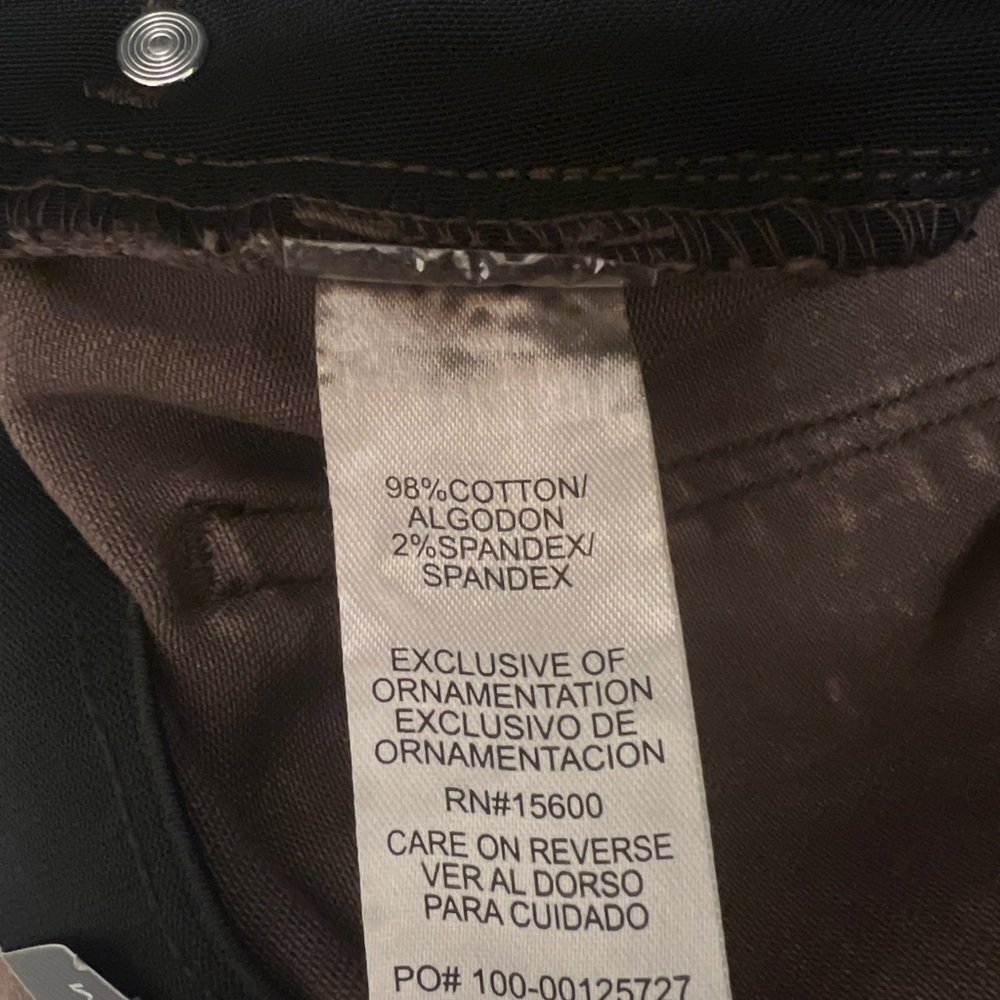 98%COTTON/
ALGODON
2%SPANDEX/
SPANDEX
EXCLUSIVE OF
ORNAMENTATION
EXCLUSIVO DE
ORNAMENTACION
RN#15600
CARE ON REVERSE
VER AL DORSO
PARA CUIDADO
PO# 100-00125727